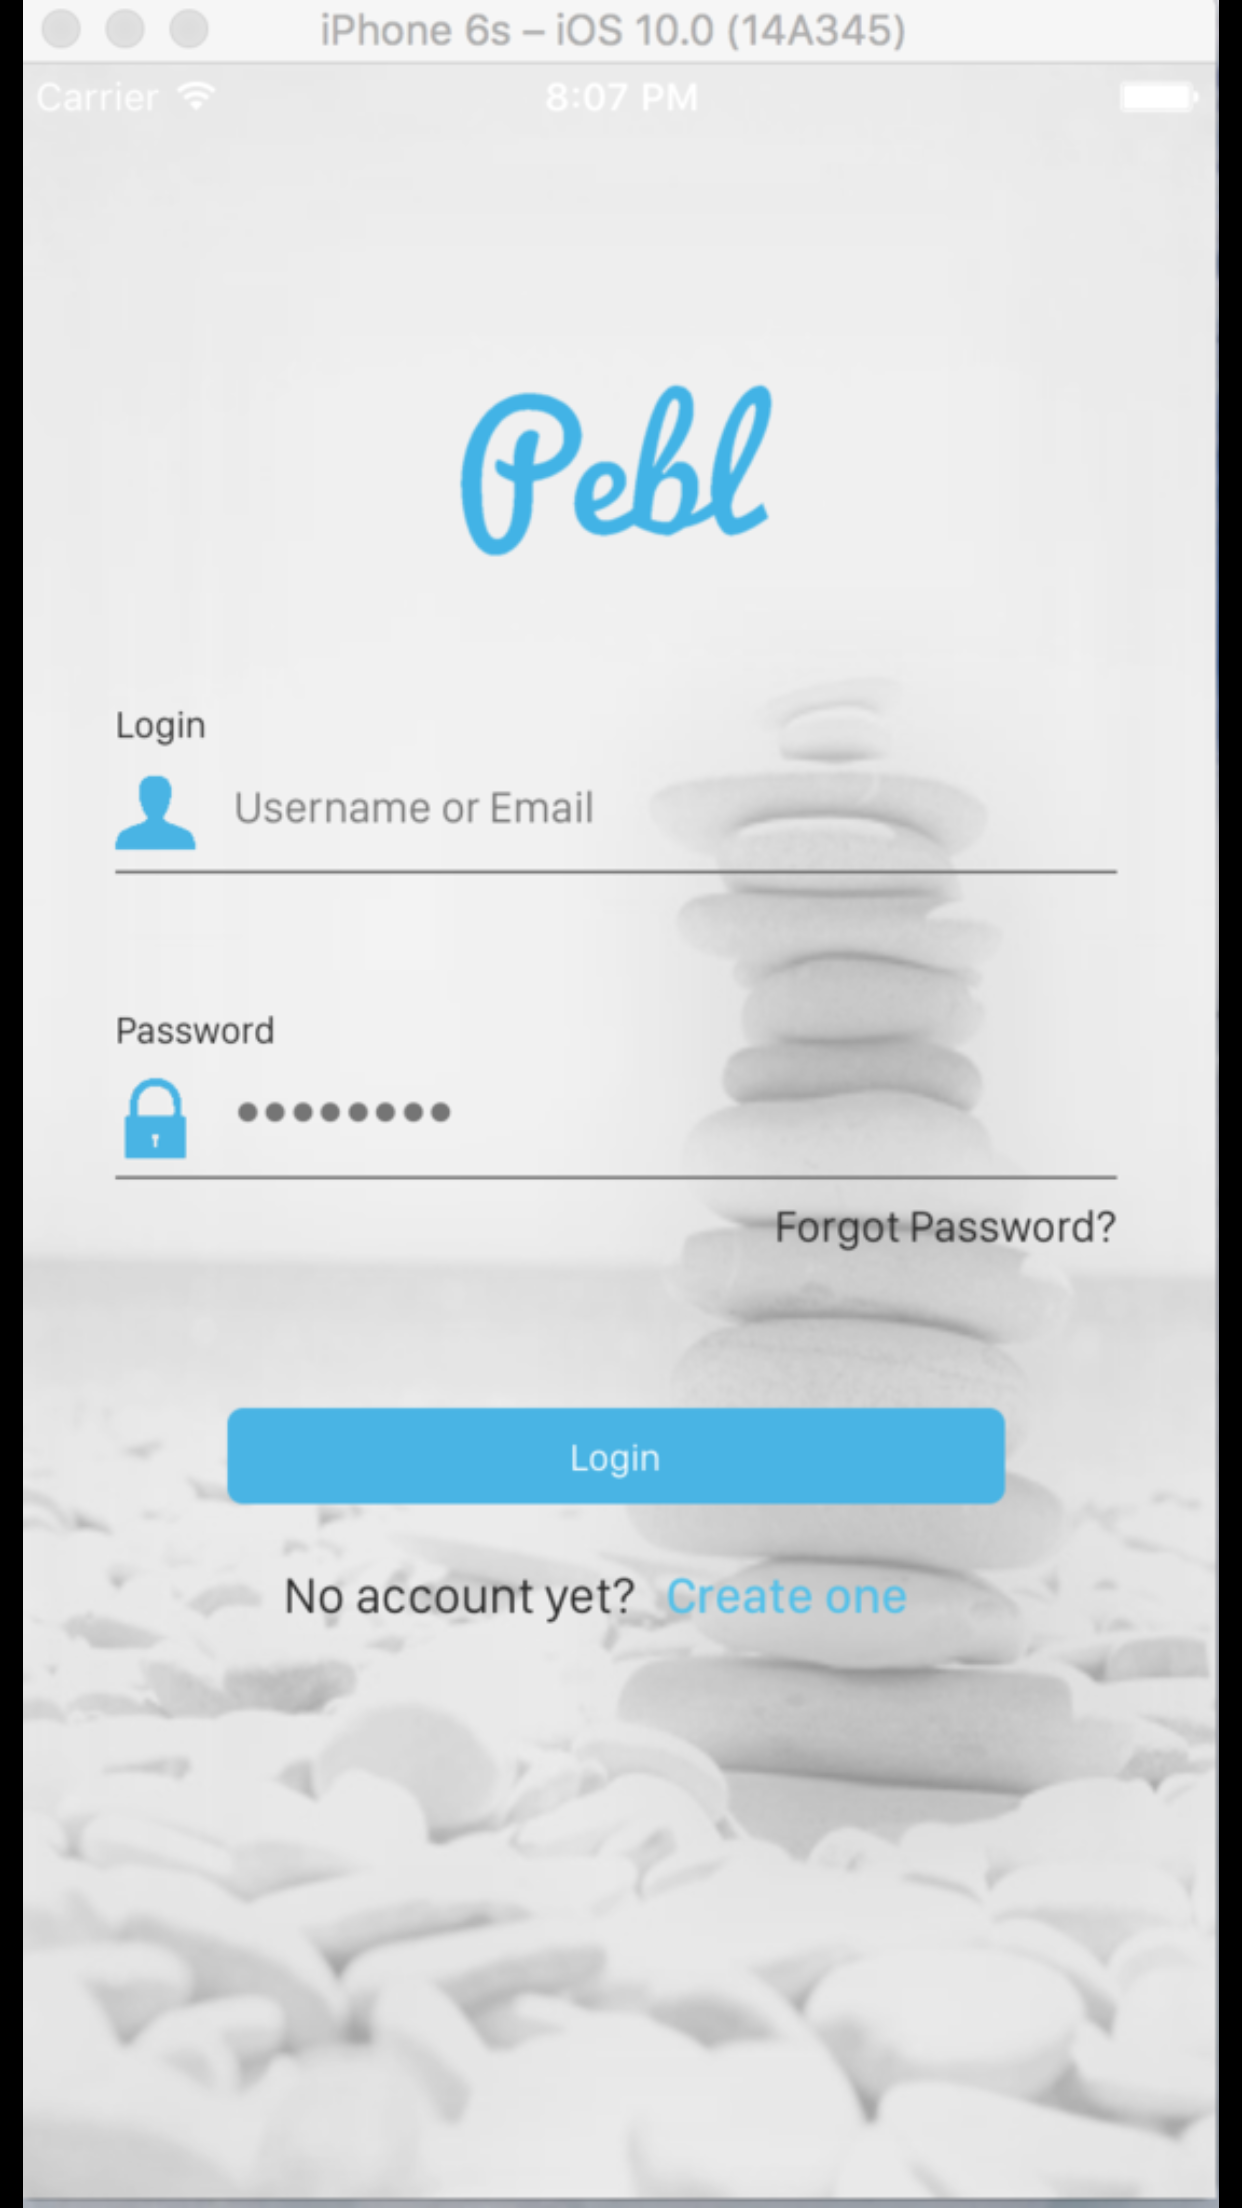 iPhone 6s – iOS 10.0 (14A345)
Carrier 8:07 PM
Pebl
Login
Username or Email
Password
••••••••
Forgot Password?
Login
No account yet? Create one